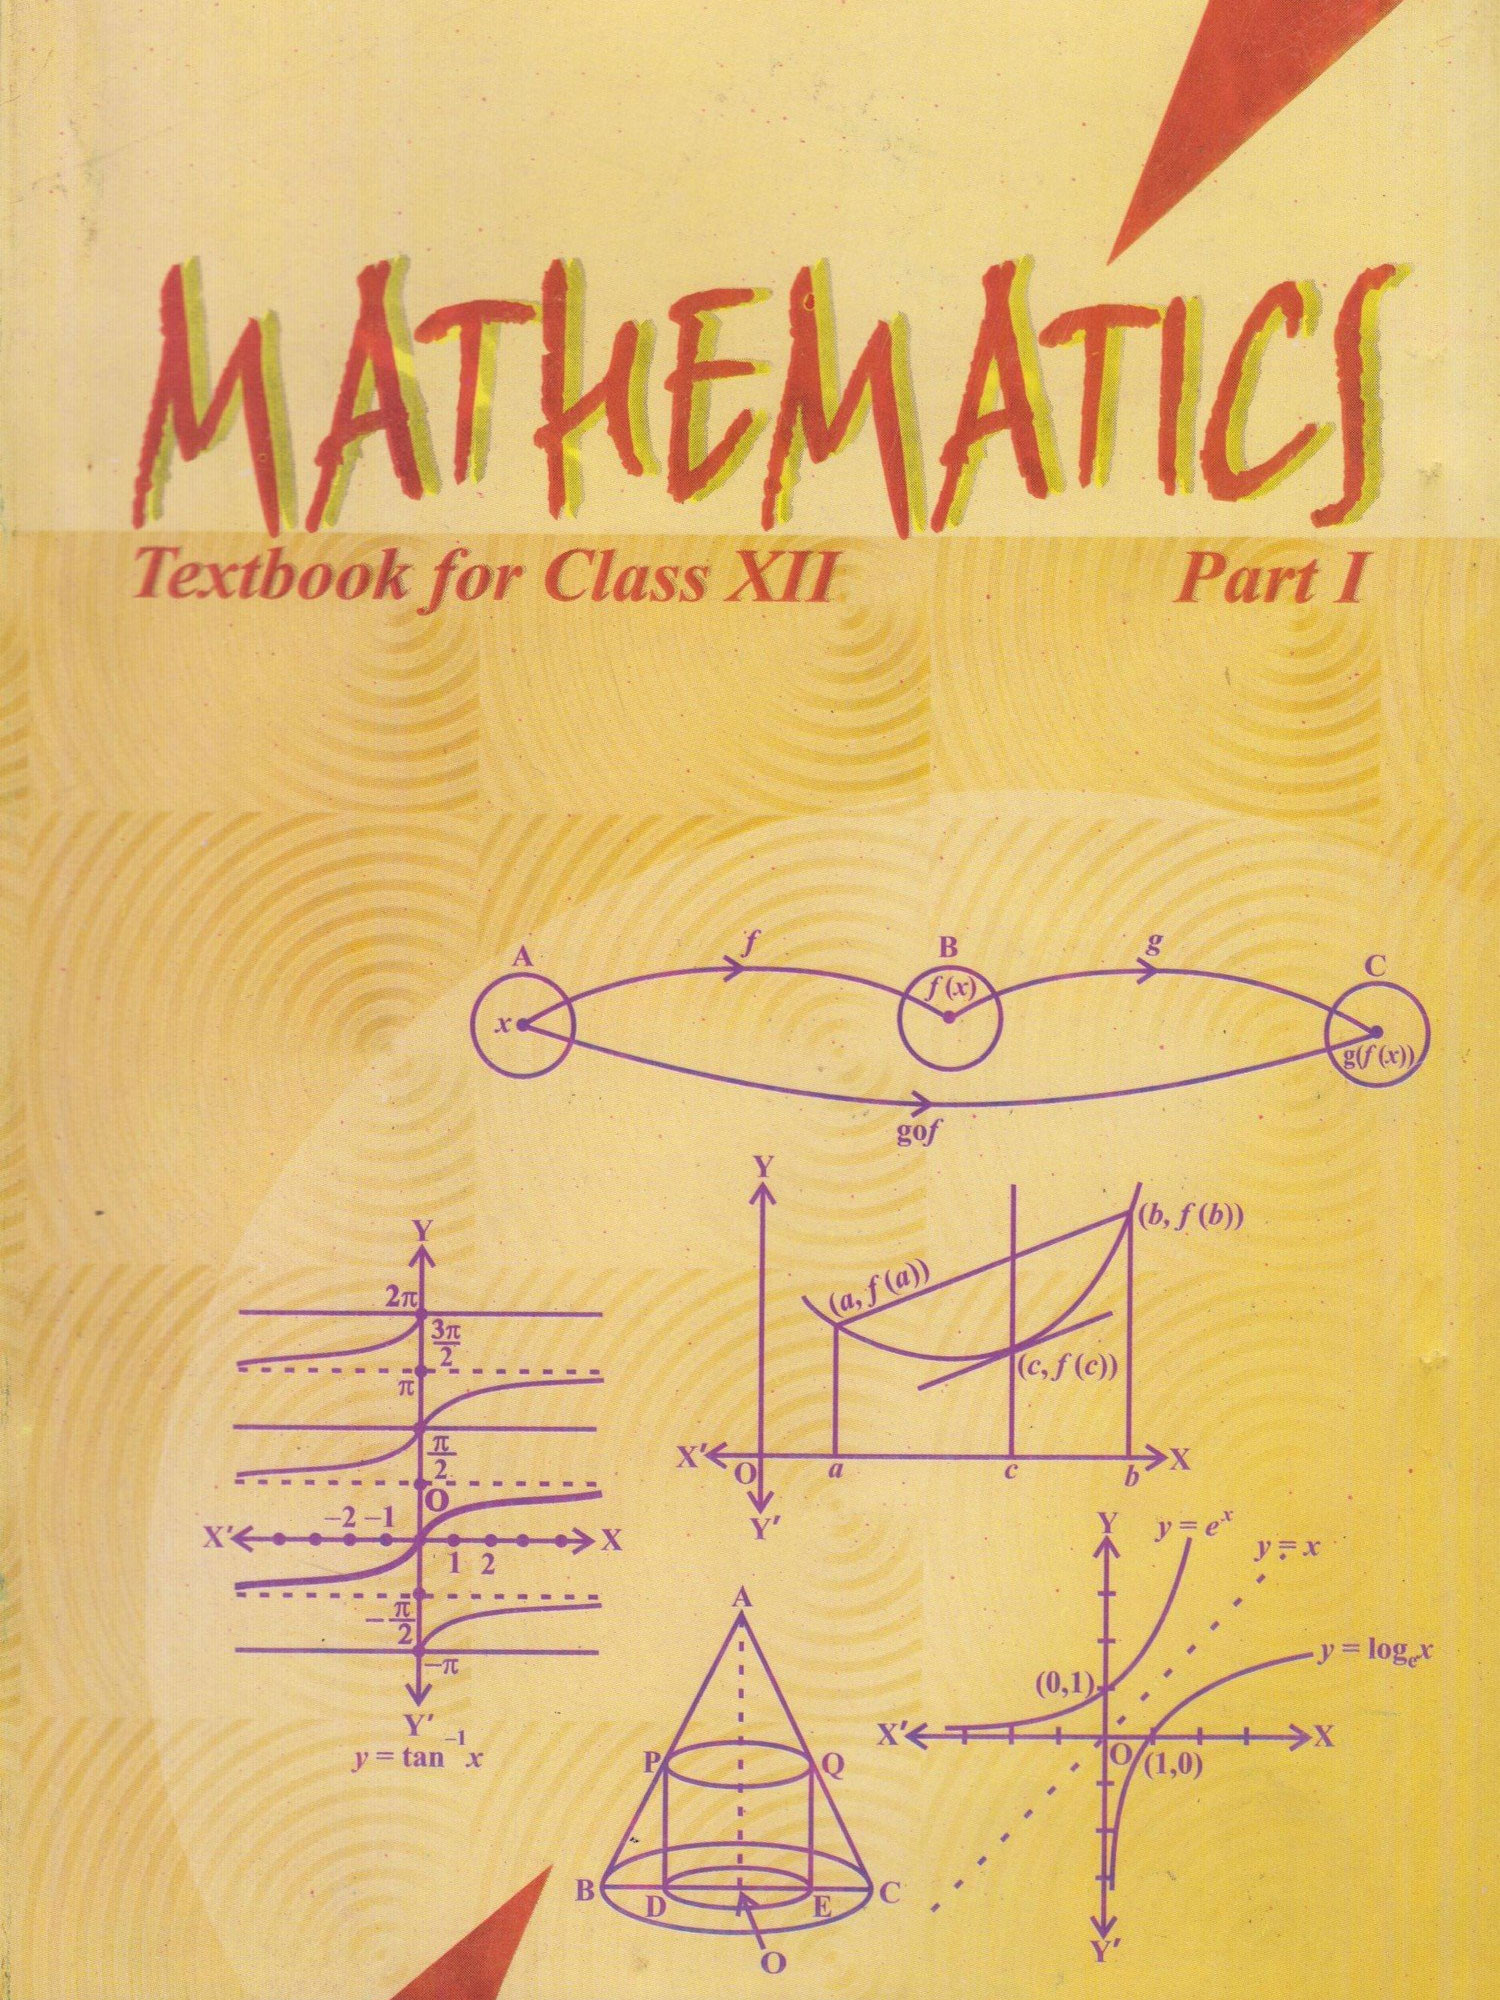 MATHEMATICS
Textbook for Class XII Part I
A f B g C
x f (x) g(f (x))
gof
Y
(b, f (b))
(a, f (a))
(c, f (c))
X′ O a c b X
Y′
Y
2π
3π
2
π
π
2
O
–2 –1
X′ X
1 2
–π
2
–π
Y′
y = tan⁻¹ x
A
P Q
B D E C
O
Y y = eˣ y = x
y = logₑx
(0,1)
X′ O (1,0) X
Y′